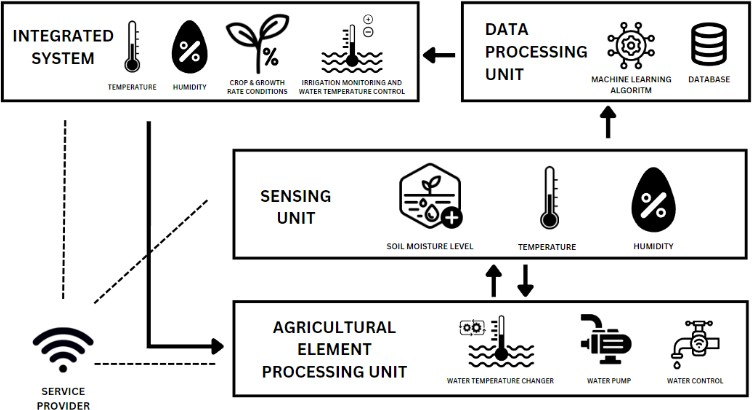 INTEGRATED
SYSTEM
TEMPERATURE
HUMIDITY
%
CROP & GROWTH
RATE CONDITIONS
IRRIGATION MONITORING AND
WATER TEMPERATURE CONTROL
DATA
PROCESSING
UNIT
MACHINE LEARNING
ALGORITM
DATABASE
SENSING
UNIT
SOIL MOISTURE LEVEL
TEMPERATURE
HUMIDITY
AGRICULTURAL
ELEMENT
PROCESSING UNIT
WATER TEMPERATURE CHANGER
WATER PUMP
WATER CONTROL
SERVICE
PROVIDER